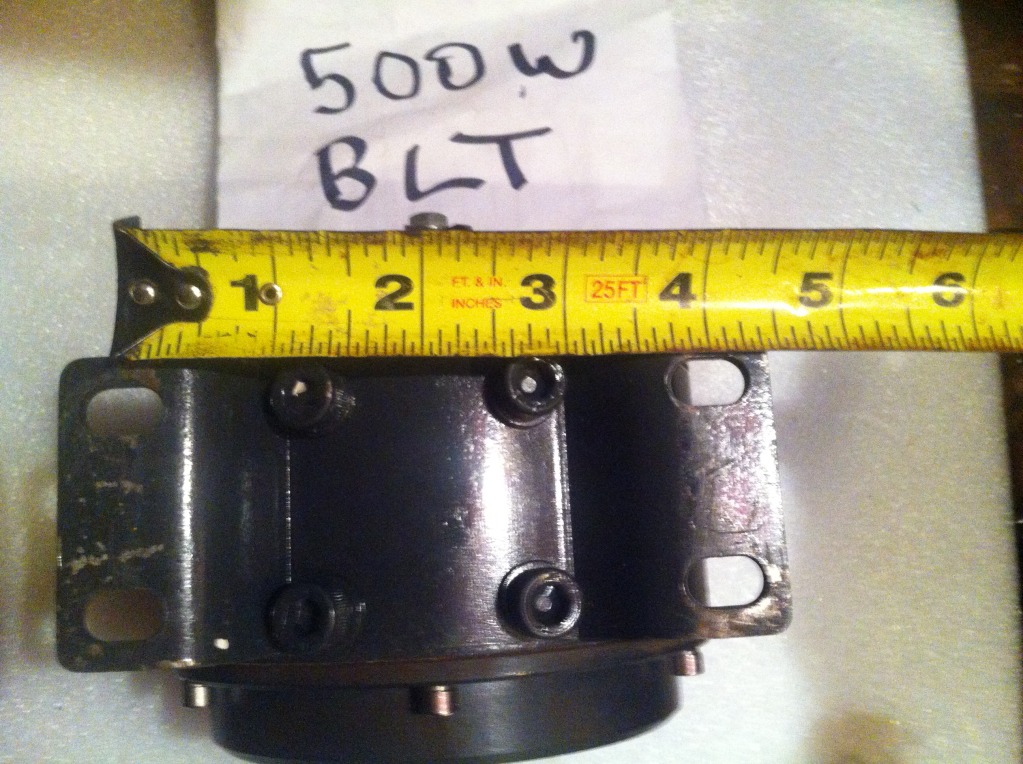 500W
BLT
1 2 3 4 5 6
FT. & IN.
INCHES
25FT